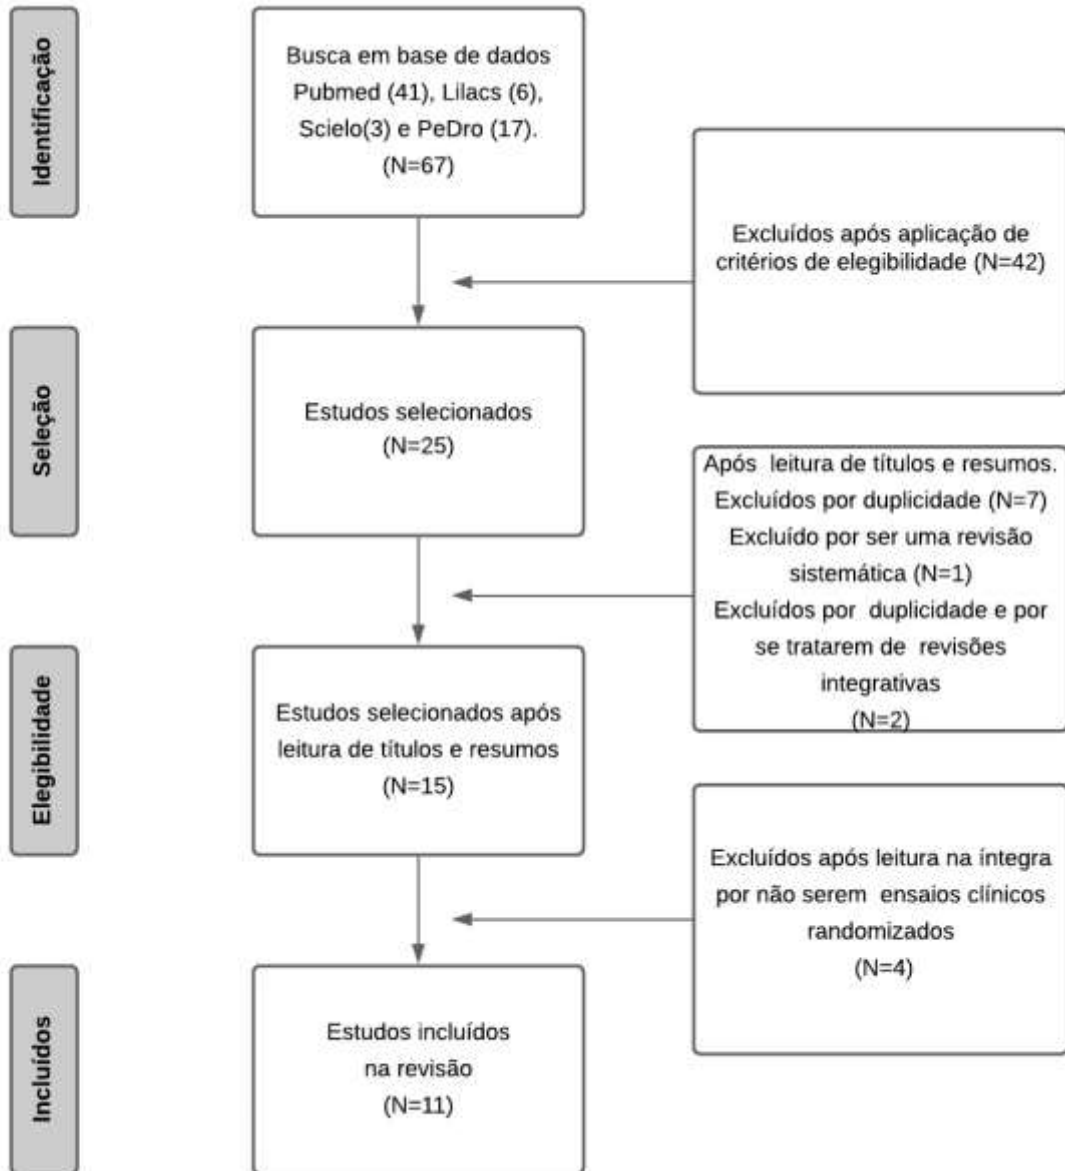 Identificação
Busca em base de dados
Pubmed (41), Lilacs (6),
Scielo(3) e PeDro (17).
(N=67)
Excluídos após aplicação de
critérios de elegibilidade (N=42)
Seleção
Estudos selecionados
(N=25)
Após leitura de títulos e resumos.
Excluídos por duplicidade (N=7)
Excluído por ser uma revisão
sistemática (N=1)
Excluídos por duplicidade e por
se tratarem de revisões
integrativas
(N=2)
Elegibilidade
Estudos selecionados após
leitura de títulos e resumos
(N=15)
Excluídos após leitura na íntegra
por não serem ensaios clínicos
randomizados
(N=4)
Incluídos
Estudos incluídos
na revisão
(N=11)